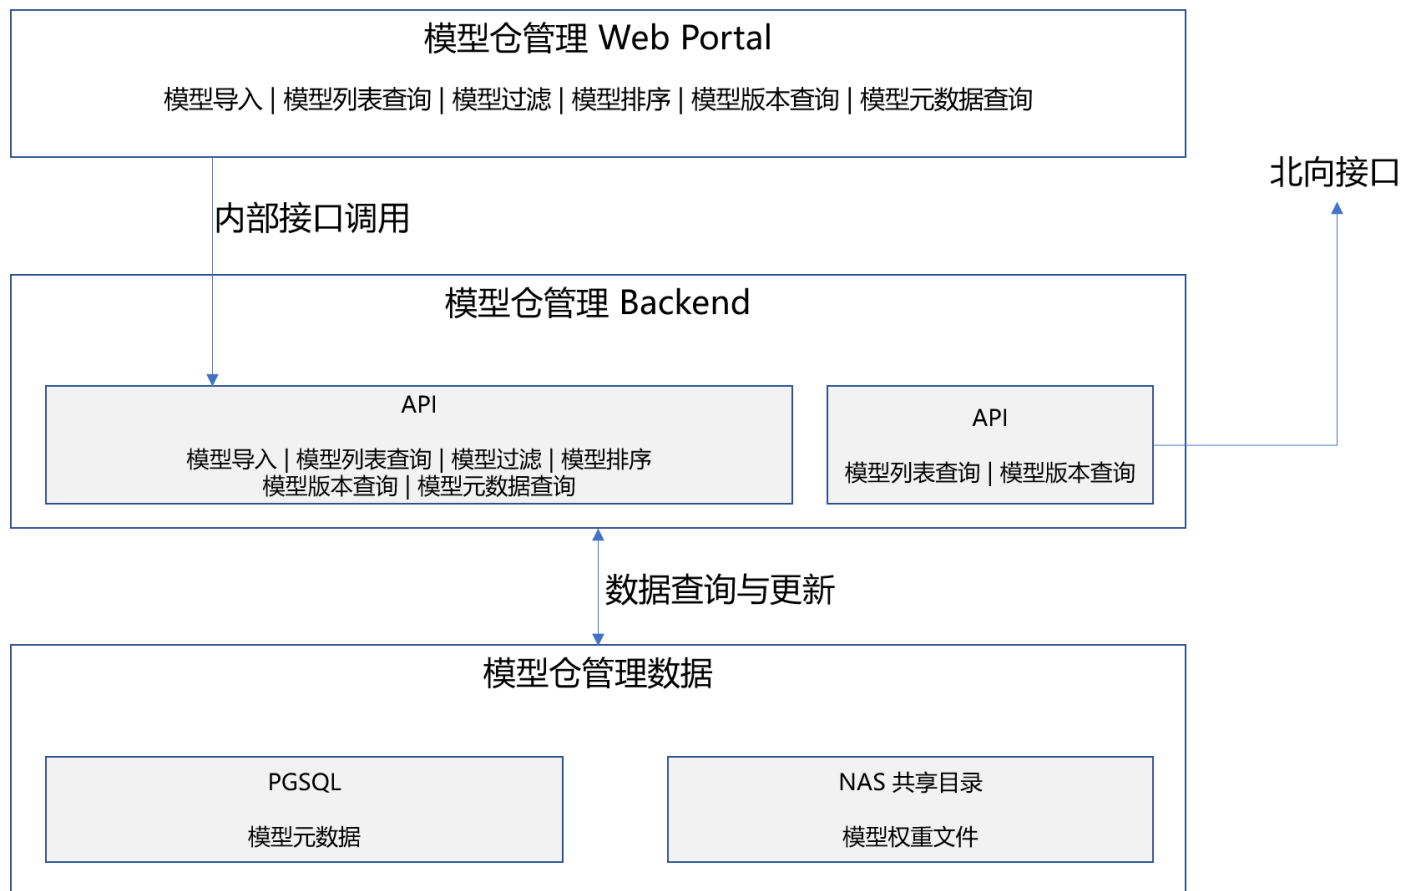 模型仓管理 Web Portal
模型导入 | 模型列表查询 | 模型过滤 | 模型排序 | 模型版本查询 | 模型元数据查询
北向接口
内部接口调用
模型仓管理 Backend
API
模型导入 | 模型列表查询 | 模型过滤 | 模型排序
模型版本查询 | 模型元数据查询
API
模型列表查询 | 模型版本查询
数据查询与更新
模型仓管理数据
PGSQL
模型元数据
NAS 共享目录
模型权重文件